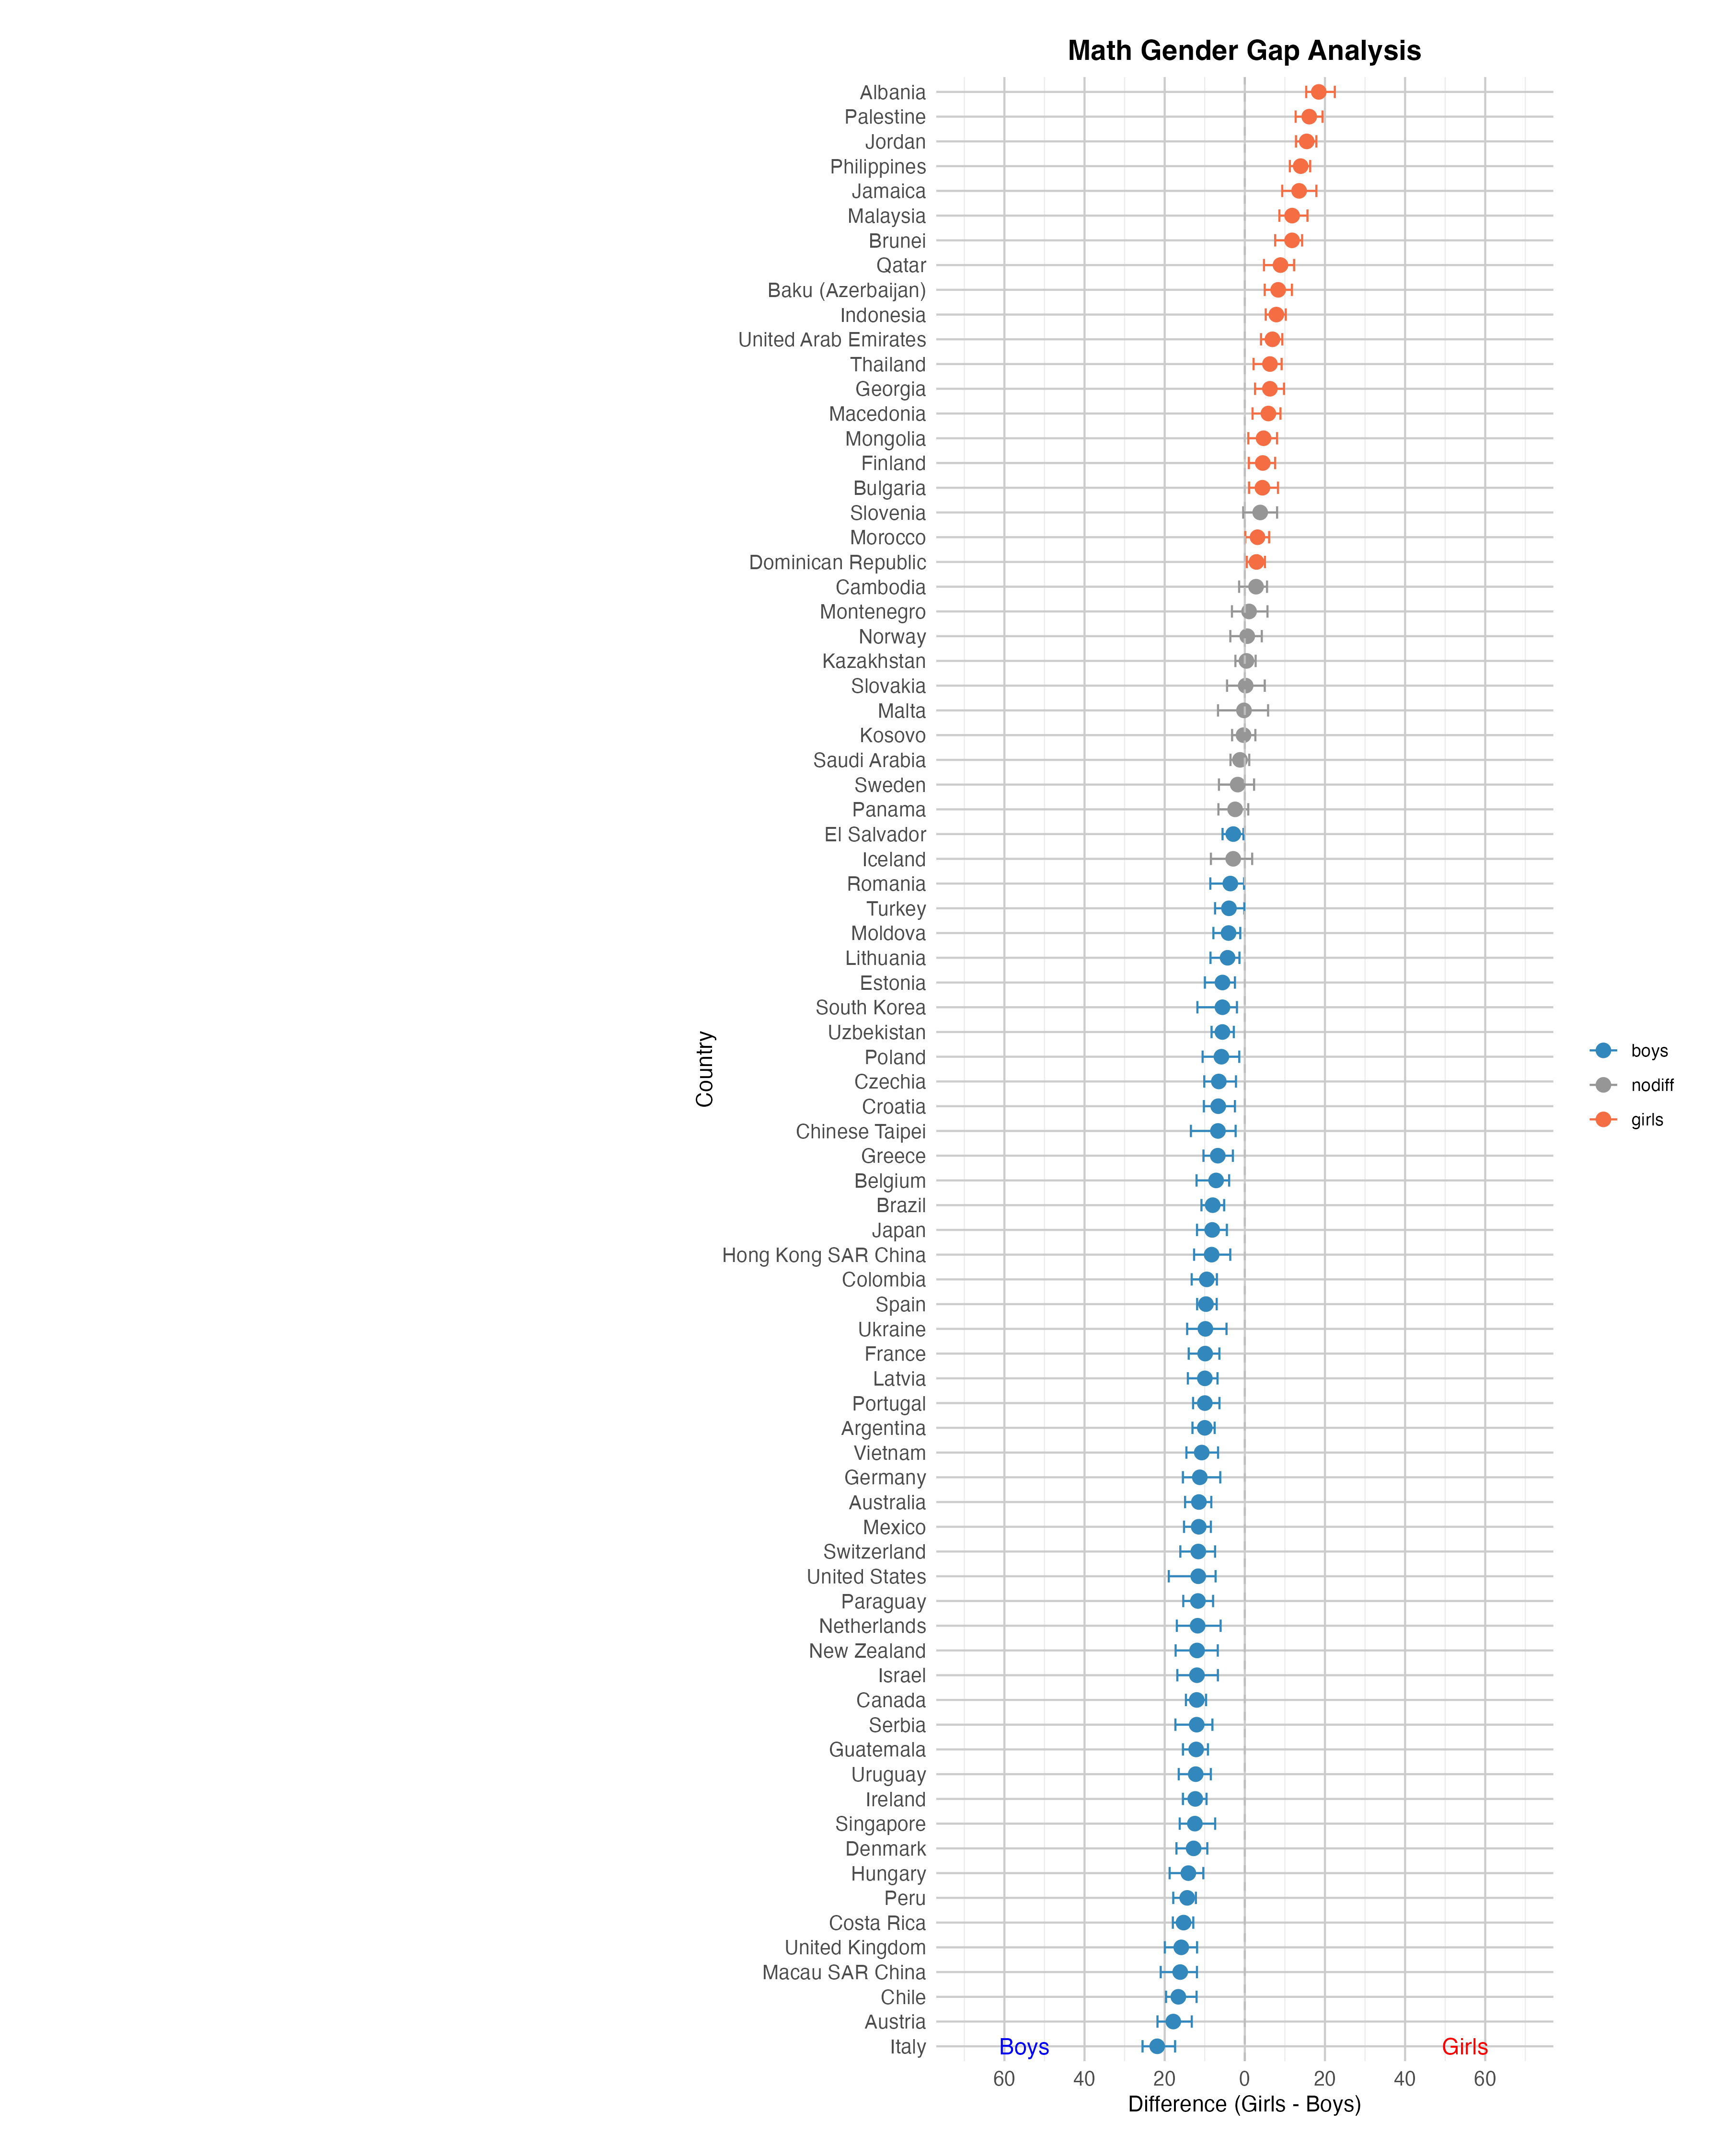 Math Gender Gap Analysis
Albania
Palestine
Jordan
Philippines
Jamaica
Malaysia
Brunei
Qatar
Baku (Azerbaijan)
Indonesia
United Arab Emirates
Thailand
Georgia
Macedonia
Mongolia
Finland
Bulgaria
Slovenia
Morocco
Dominican Republic
Cambodia
Montenegro
Norway
Kazakhstan
Slovakia
Malta
Kosovo
Saudi Arabia
Sweden
Panama
El Salvador
Iceland
Romania
Turkey
Moldova
Lithuania
Estonia
South Korea
Uzbekistan
Poland
Czechia
Croatia
Chinese Taipei
Greece
Belgium
Brazil
Japan
Hong Kong SAR China
Colombia
Spain
Ukraine
France
Latvia
Portugal
Argentina
Vietnam
Germany
Australia
Mexico
Switzerland
United States
Paraguay
Netherlands
New Zealand
Israel
Canada
Serbia
Guatemala
Uruguay
Ireland
Singapore
Denmark
Hungary
Peru
Costa Rica
United Kingdom
Macau SAR China
Chile
Austria
Italy
Boys
Girls
60 40 20 0 20 40 60
Difference (Girls - Boys)
Country
boys
nodiff
girls